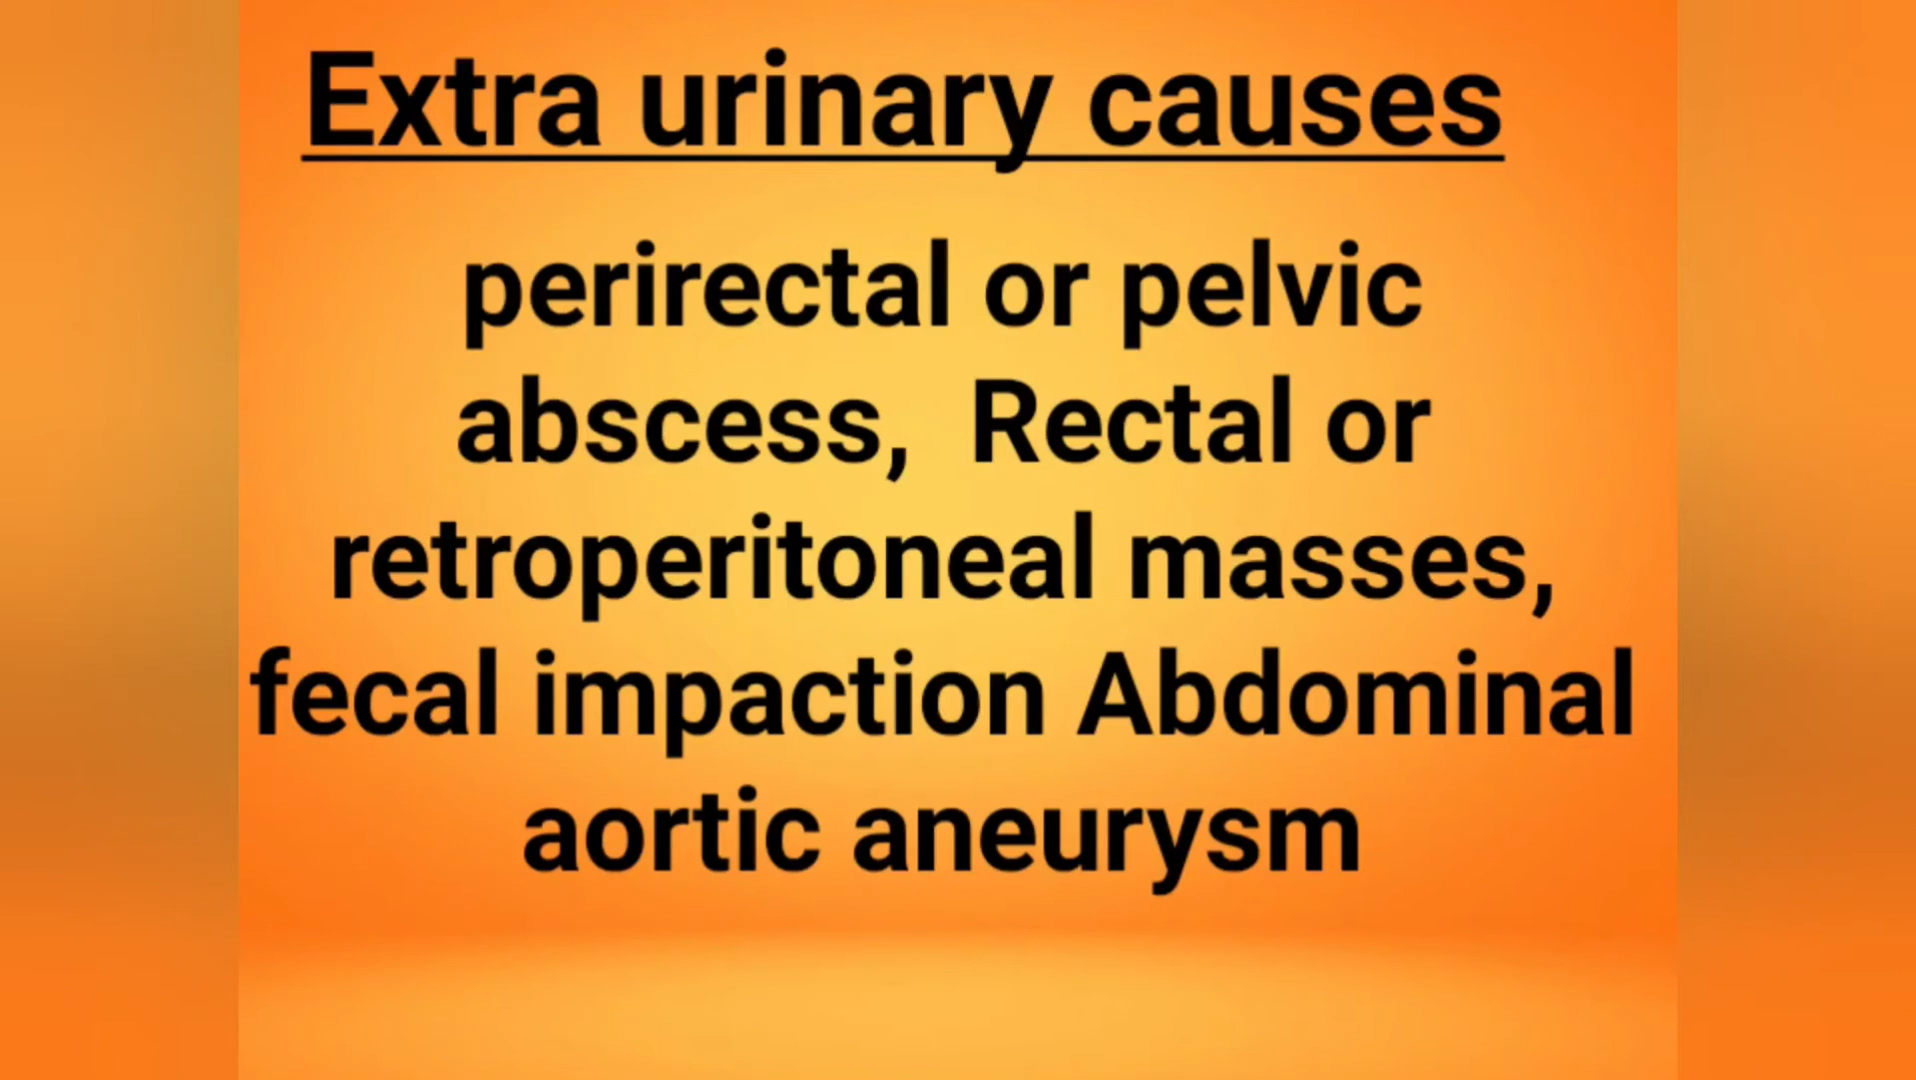 Extra urinary causes
perirectal or pelvic
abscess,  Rectal or
retroperitoneal masses,
fecal impaction Abdominal
aortic aneurysm